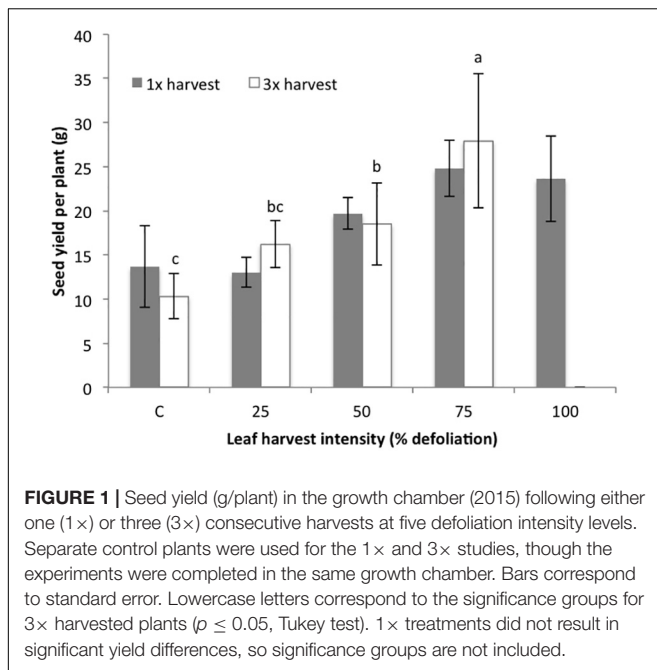 40
35
30
25
20
15
10
5
0
Seed yield per plant (g)
1x harvest 3x harvest
c
bc
b
a
C 25 50 75 100
Leaf harvest intensity (% defoliation)
FIGURE 1 | Seed yield (g/plant) in the growth chamber (2015) following either
one (1×) or three (3×) consecutive harvests at five defoliation intensity levels.
Separate control plants were used for the 1× and 3× studies, though the
experiments were completed in the same growth chamber. Bars correspond
to standard error. Lowercase letters correspond to the significance groups for
3× harvested plants (p ≤ 0.05, Tukey test). 1× treatments did not result in
significant yield differences, so significance groups are not included.